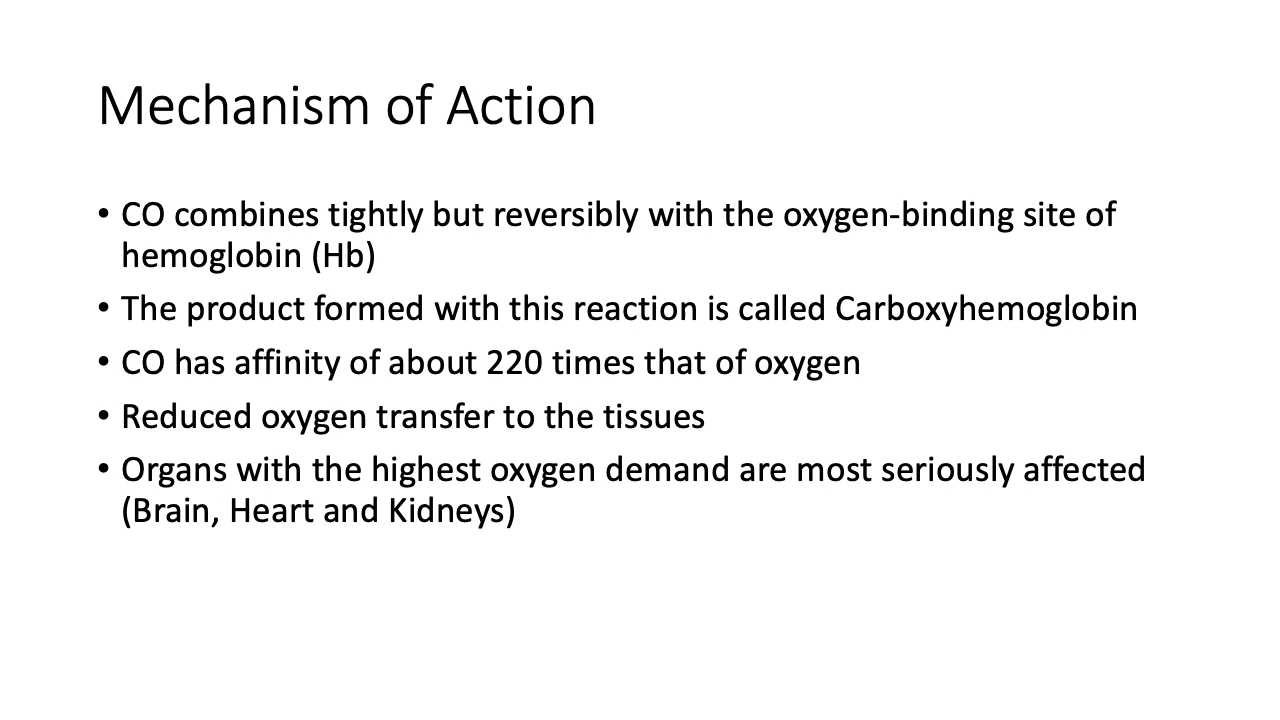 Mechanism of Action
• CO combines tightly but reversibly with the oxygen-binding site of
hemoglobin (Hb)
• The product formed with this reaction is called Carboxyhemoglobin
• CO has affinity of about 220 times that of oxygen
• Reduced oxygen transfer to the tissues
• Organs with the highest oxygen demand are most seriously affected
(Brain, Heart and Kidneys)